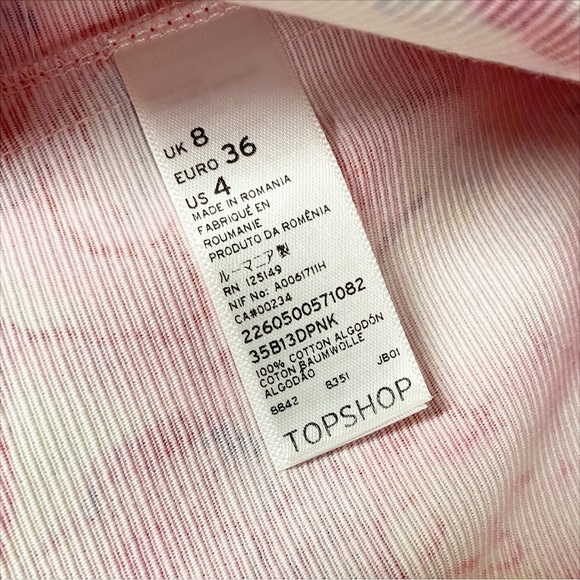 UK 8
EURO 36
US 4
MADE IN ROMANIA
FABRIQUÉ EN
ROUMANIE
PRODUTO DA ROMÊNIA
ルーマニア製
RN 125149
NIF No: A0061711H
CA#00234
2260500571082
35B13DPNK
100% COTTON ALGODÓN
COTON BAUMWOLLE
ALGODÃO
8842 8351 JB01
TOPSHOP